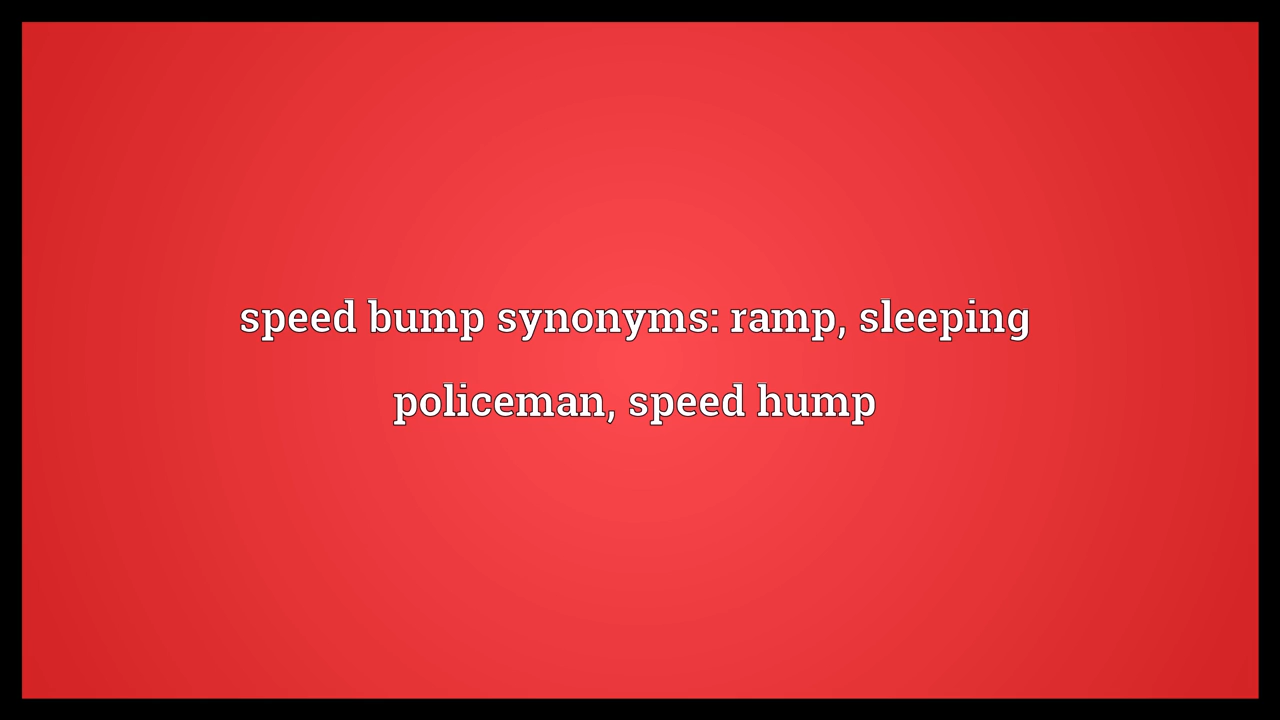 speed bump synonyms: ramp, sleeping
policeman, speed hump